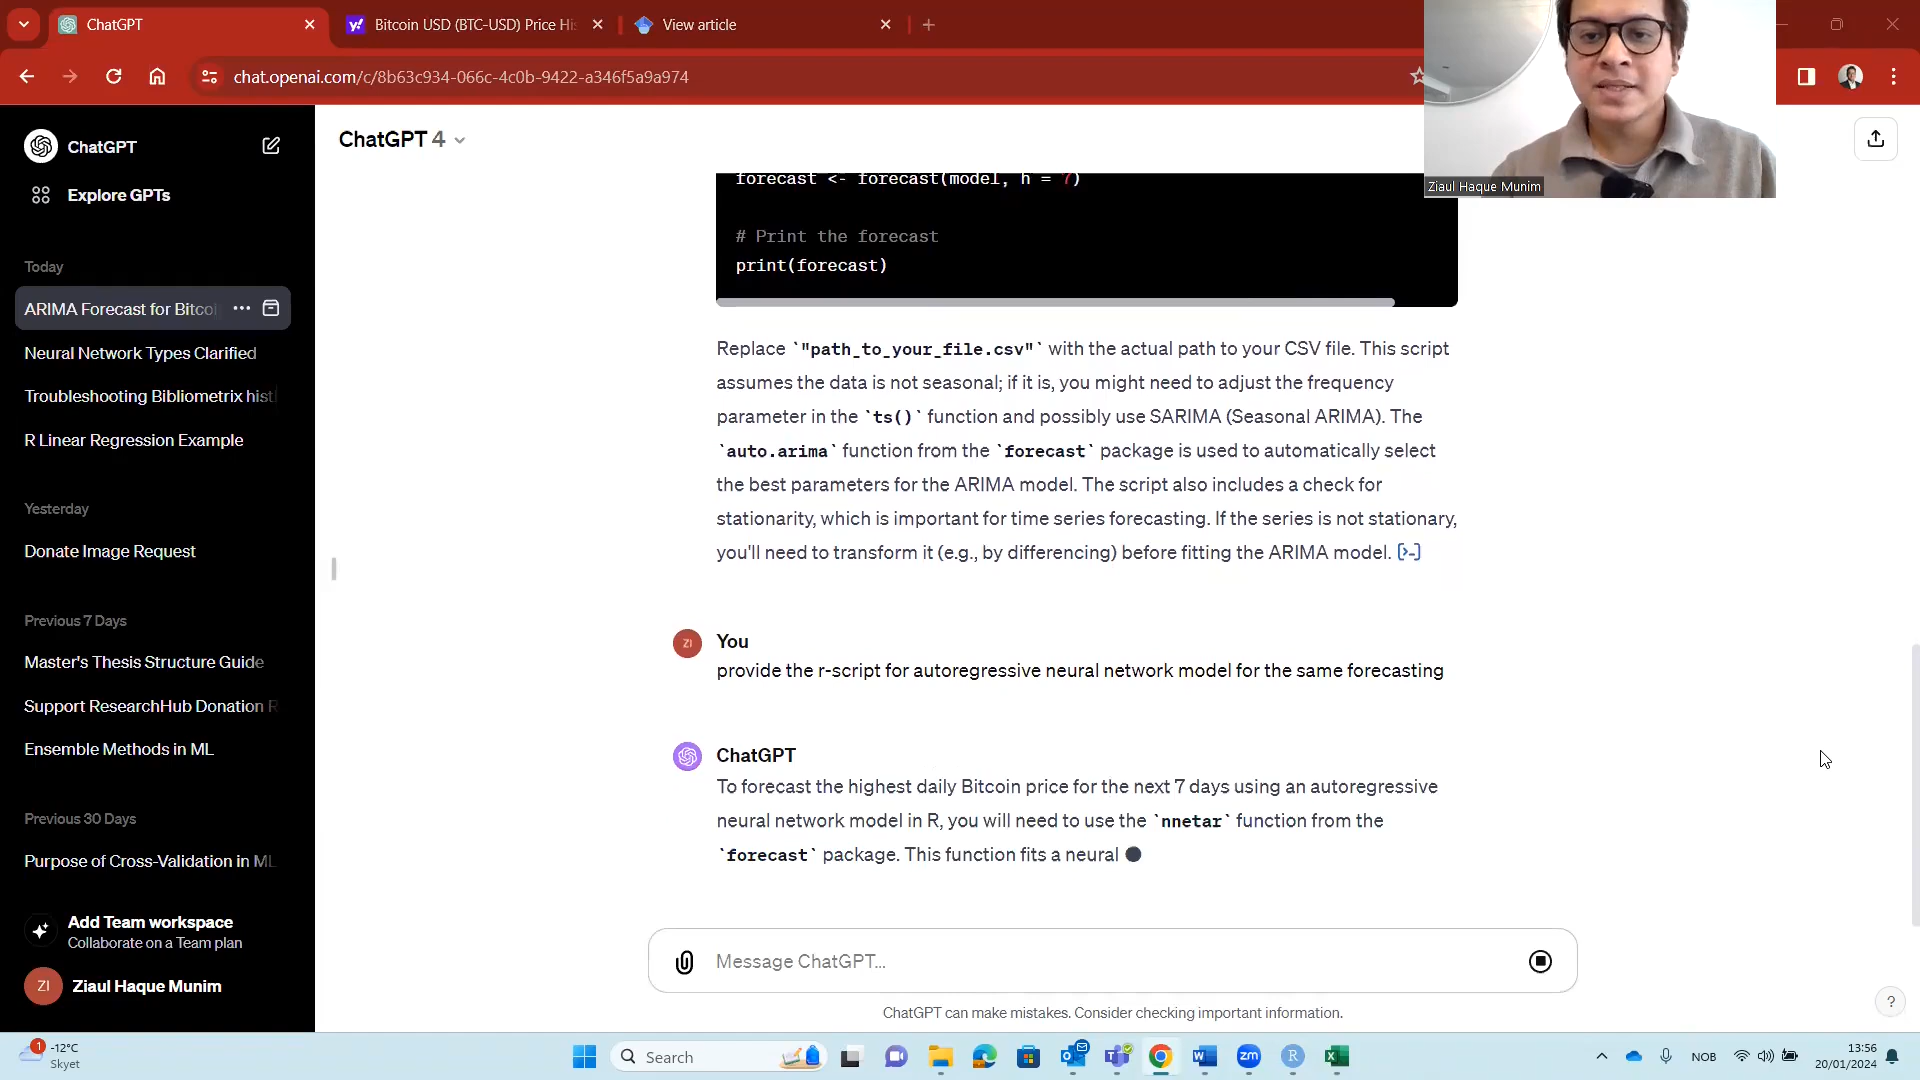 ChatGPT
Bitcoin USD (BTC-USD) Price His
View article
chat.openai.com/c/8b63c934-066c-4c0b-9422-a346f5a9a974
Ziaul Haque Munim
ChatGPT
Explore GPTs
Today
ARIMA Forecast for Bitcoi
Neural Network Types Clarified
Troubleshooting Bibliometrix hist
R Linear Regression Example
Yesterday
Donate Image Request
Previous 7 Days
Master's Thesis Structure Guide
Support ResearchHub Donation R
Ensemble Methods in ML
Previous 30 Days
Purpose of Cross-Validation in ML
Add Team workspace
Collaborate on a Team plan
ZI
Ziaul Haque Munim
ChatGPT 4
forecast <- forecast(model, h = 7)
# Print the forecast
print(forecast)
Replace `"path_to_your_file.csv"` with the actual path to your CSV file. This script
assumes the data is not seasonal; if it is, you might need to adjust the frequency
parameter in the `ts()` function and possibly use SARIMA (Seasonal ARIMA). The
`auto.arima` function from the `forecast` package is used to automatically select
the best parameters for the ARIMA model. The script also includes a check for
stationarity, which is important for time series forecasting. If the series is not stationary,
you'll need to transform it (e.g., by differencing) before fitting the ARIMA model. [>-]
ZI
You
provide the r-script for autoregressive neural network model for the same forecasting
ChatGPT
To forecast the highest daily Bitcoin price for the next 7 days using an autoregressive
neural network model in R, you will need to use the `nnetar` function from the
`forecast` package. This function fits a neural
Message ChatGPT...
ChatGPT can make mistakes. Consider checking important information.
?
1
-12°C
Skyet
Search
zm
R
NOB
13:56
20/01/2024